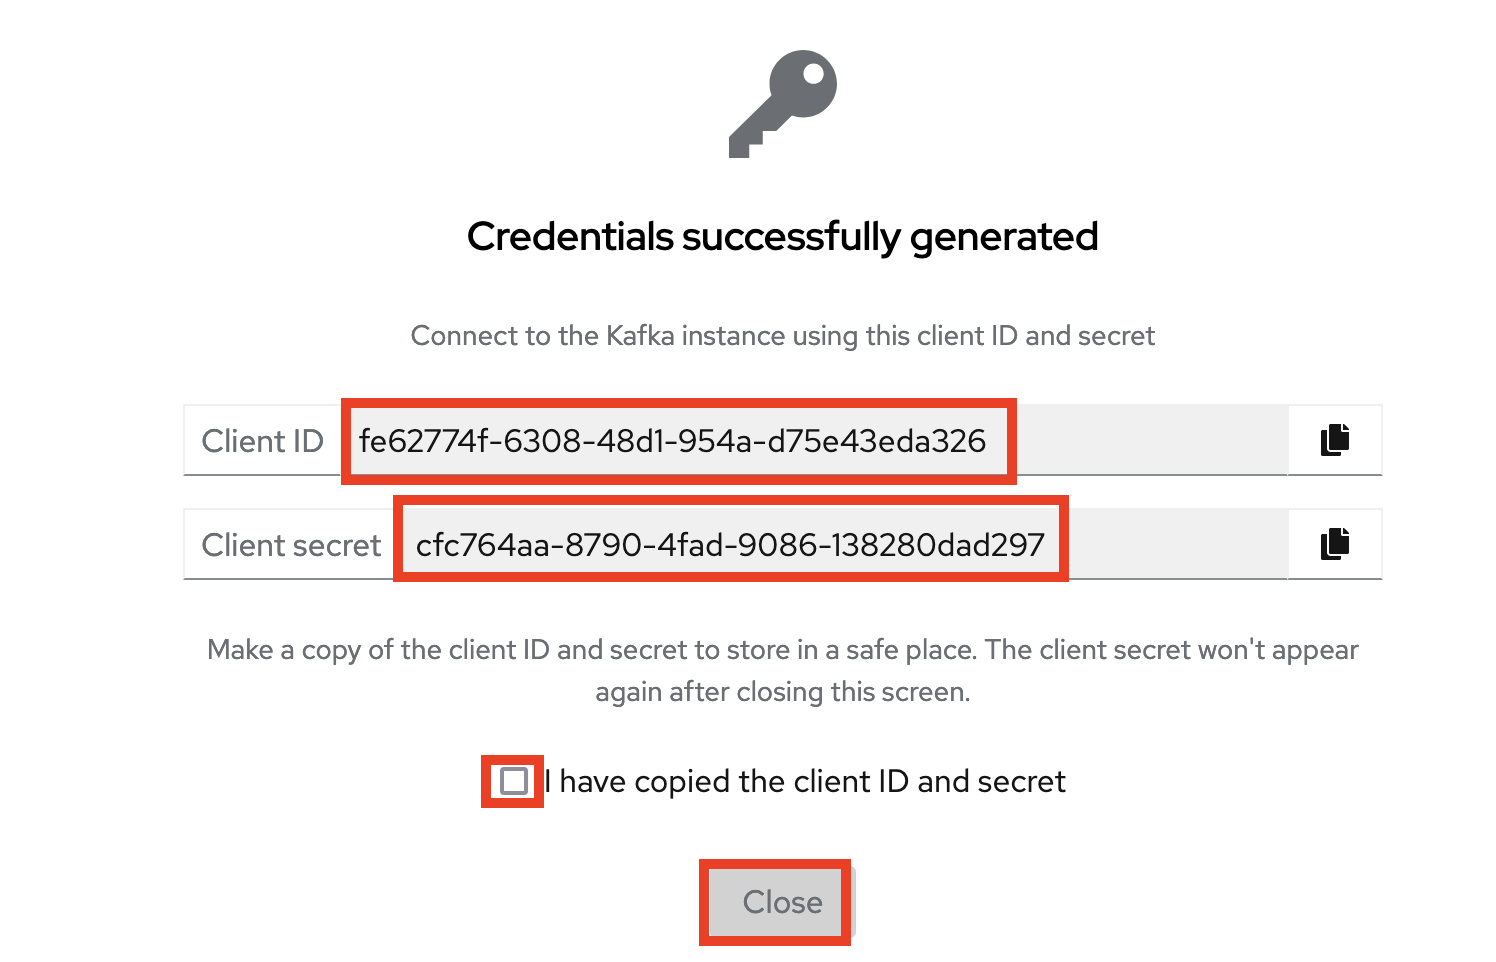 Credentials successfully generated
Connect to the Kafka instance using this client ID and secret
Client ID fe62774f-6308-48d1-954a-d75e43eda326
Client secret cfc764aa-8790-4fad-9086-138280dad297
Make a copy of the client ID and secret to store in a safe place. The client secret won't appear
again after closing this screen.
I have copied the client ID and secret
Close